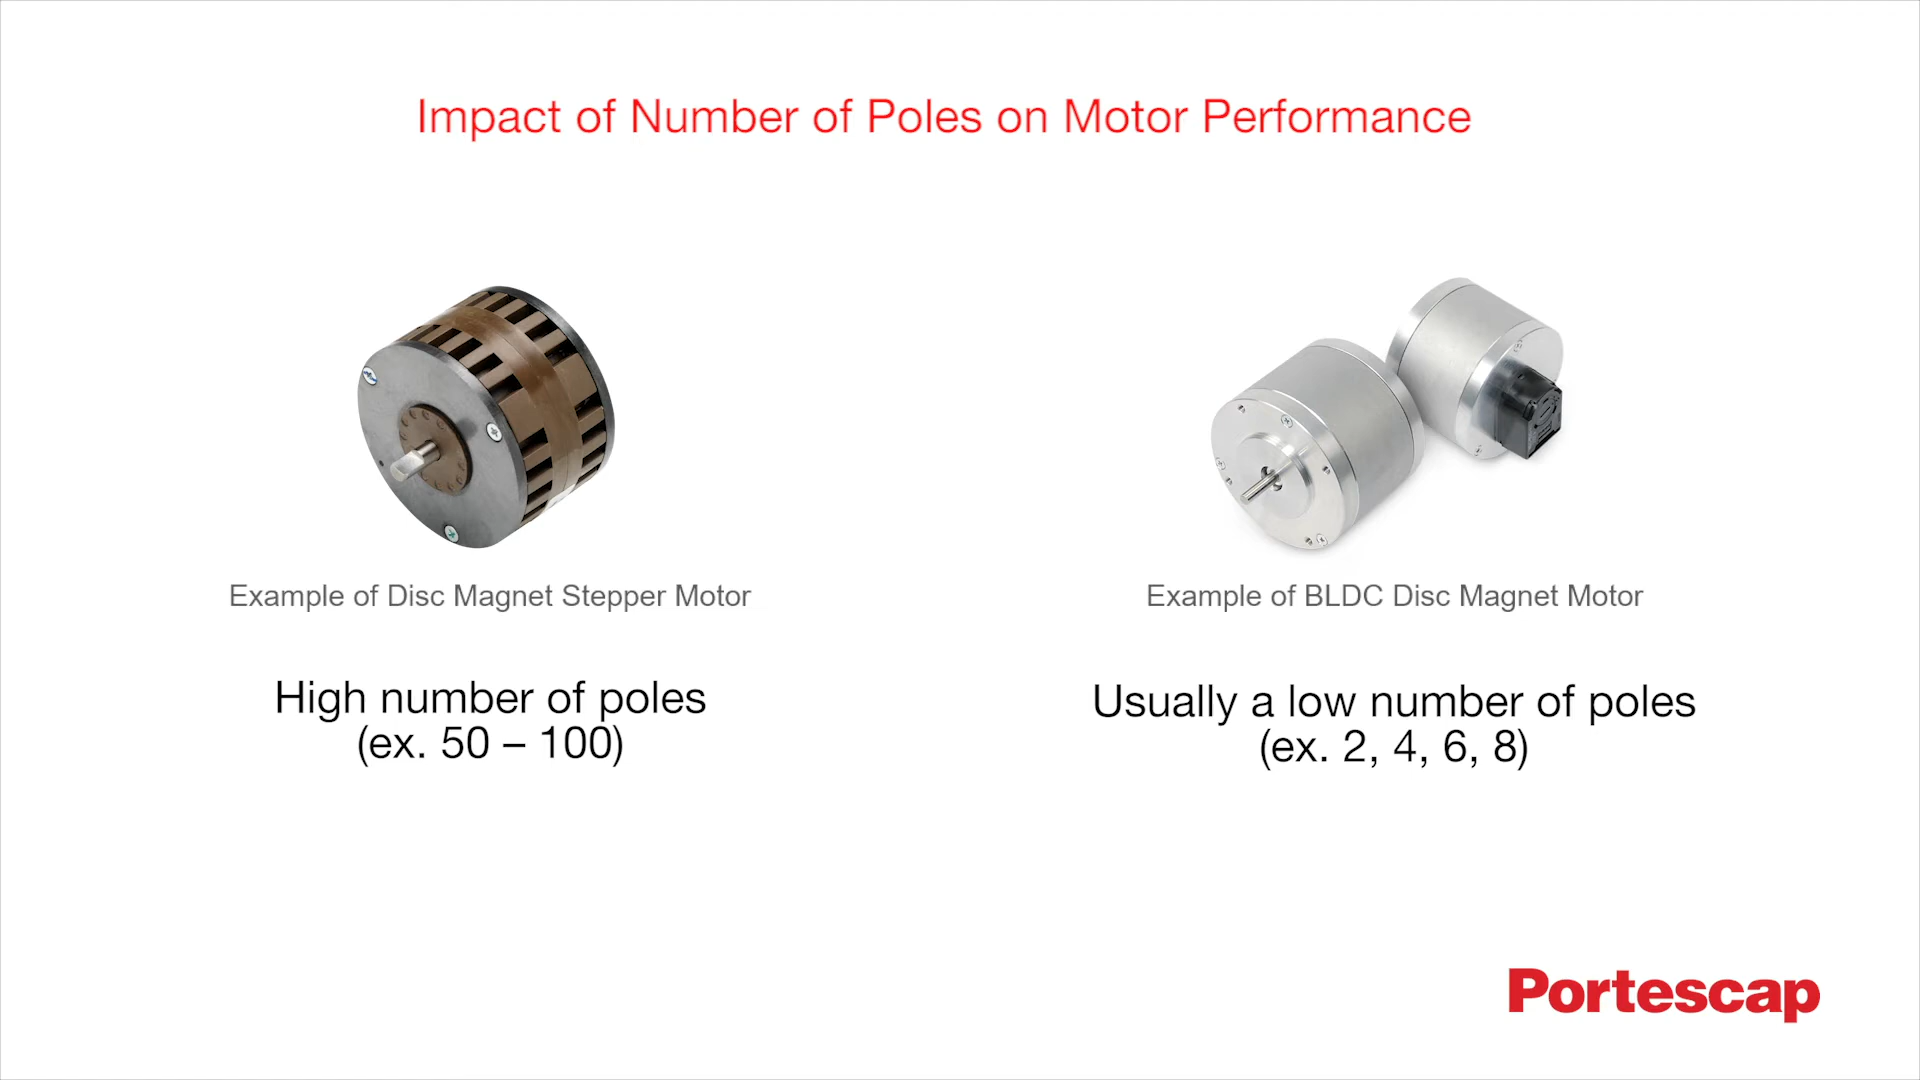 Impact of Number of Poles on Motor Performance
Example of Disc Magnet Stepper Motor
High number of poles
(ex. 50 – 100)
Example of BLDC Disc Magnet Motor
Usually a low number of poles
(ex. 2, 4, 6, 8)
Portescap